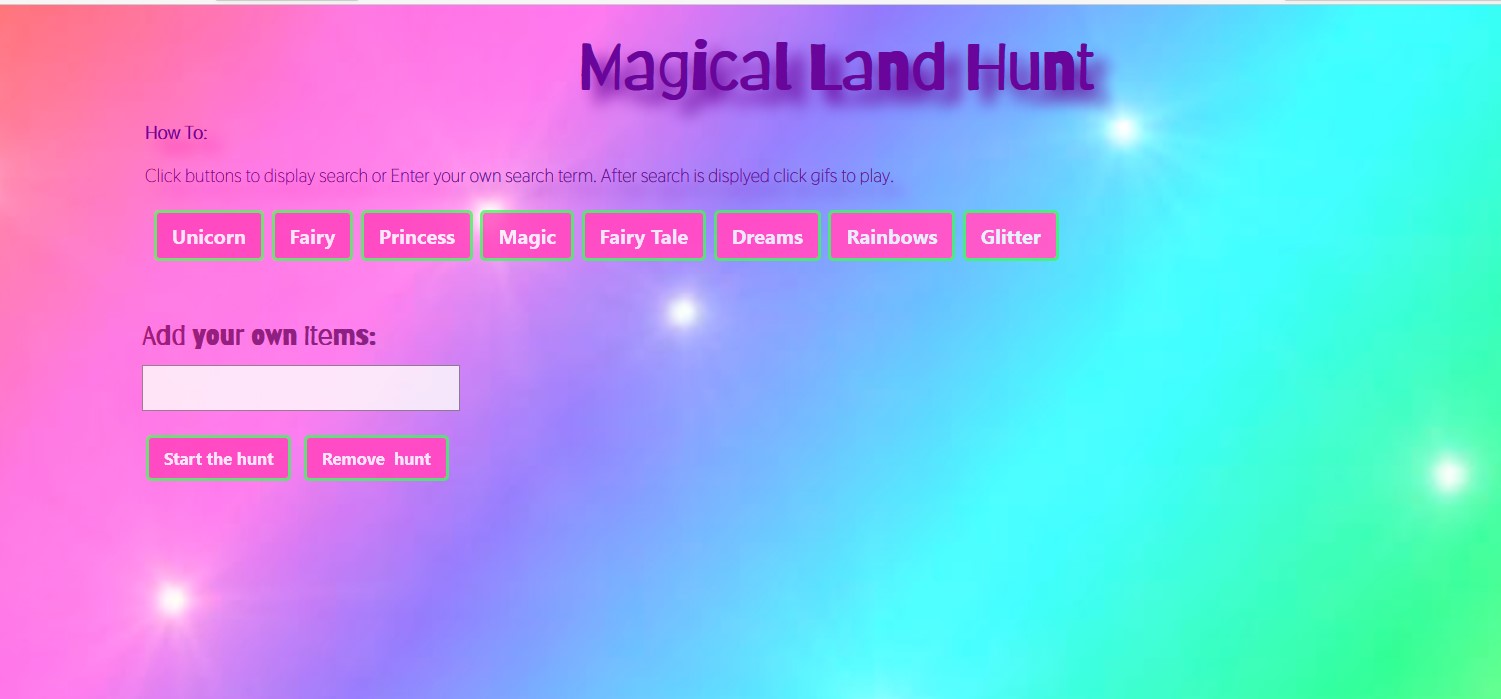 Magical Land Hunt
How To:
Click buttons to display search or Enter your own search term. After search is displyed click gifs to play.
Unicorn Fairy Princess Magic Fairy Tale Dreams Rainbows Glitter
Add your own items:
Start the hunt Remove hunt